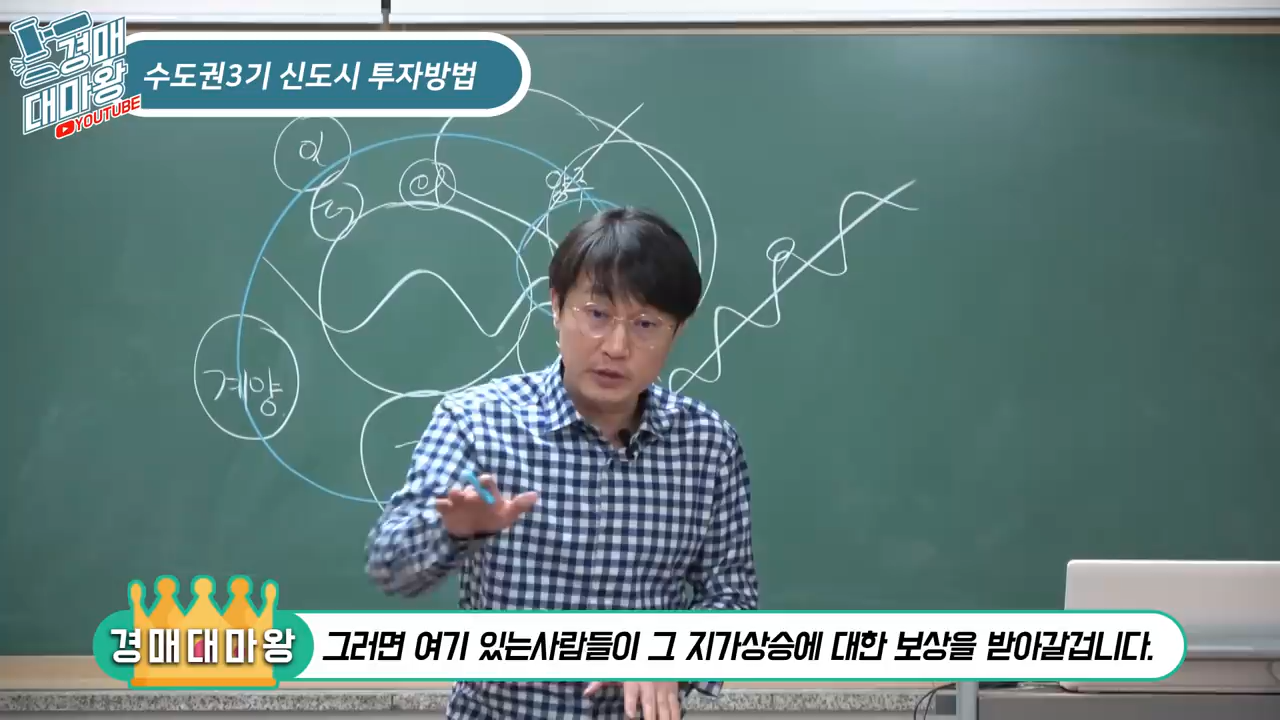 경매
대마왕
YOUTUBE
수도권3기 신도시 투자방법
계양
경매대마왕
그러면 여기 있는사람들이 그 지가상승에 대한 보상을 받아갈겁니다.